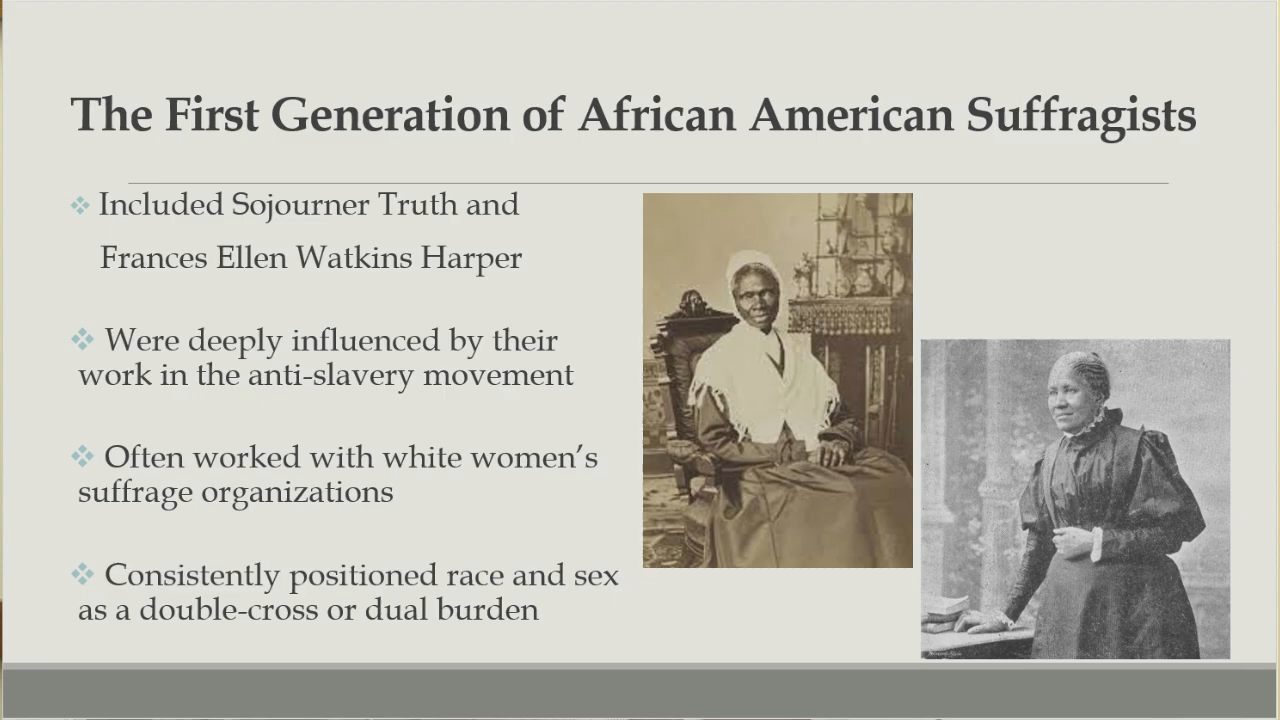 The First Generation of African American Suffragists
Included Sojourner Truth and
Frances Ellen Watkins Harper
Were deeply influenced by their
work in the anti-slavery movement
Often worked with white women’s
suffrage organizations
Consistently positioned race and sex
as a double-cross or dual burden